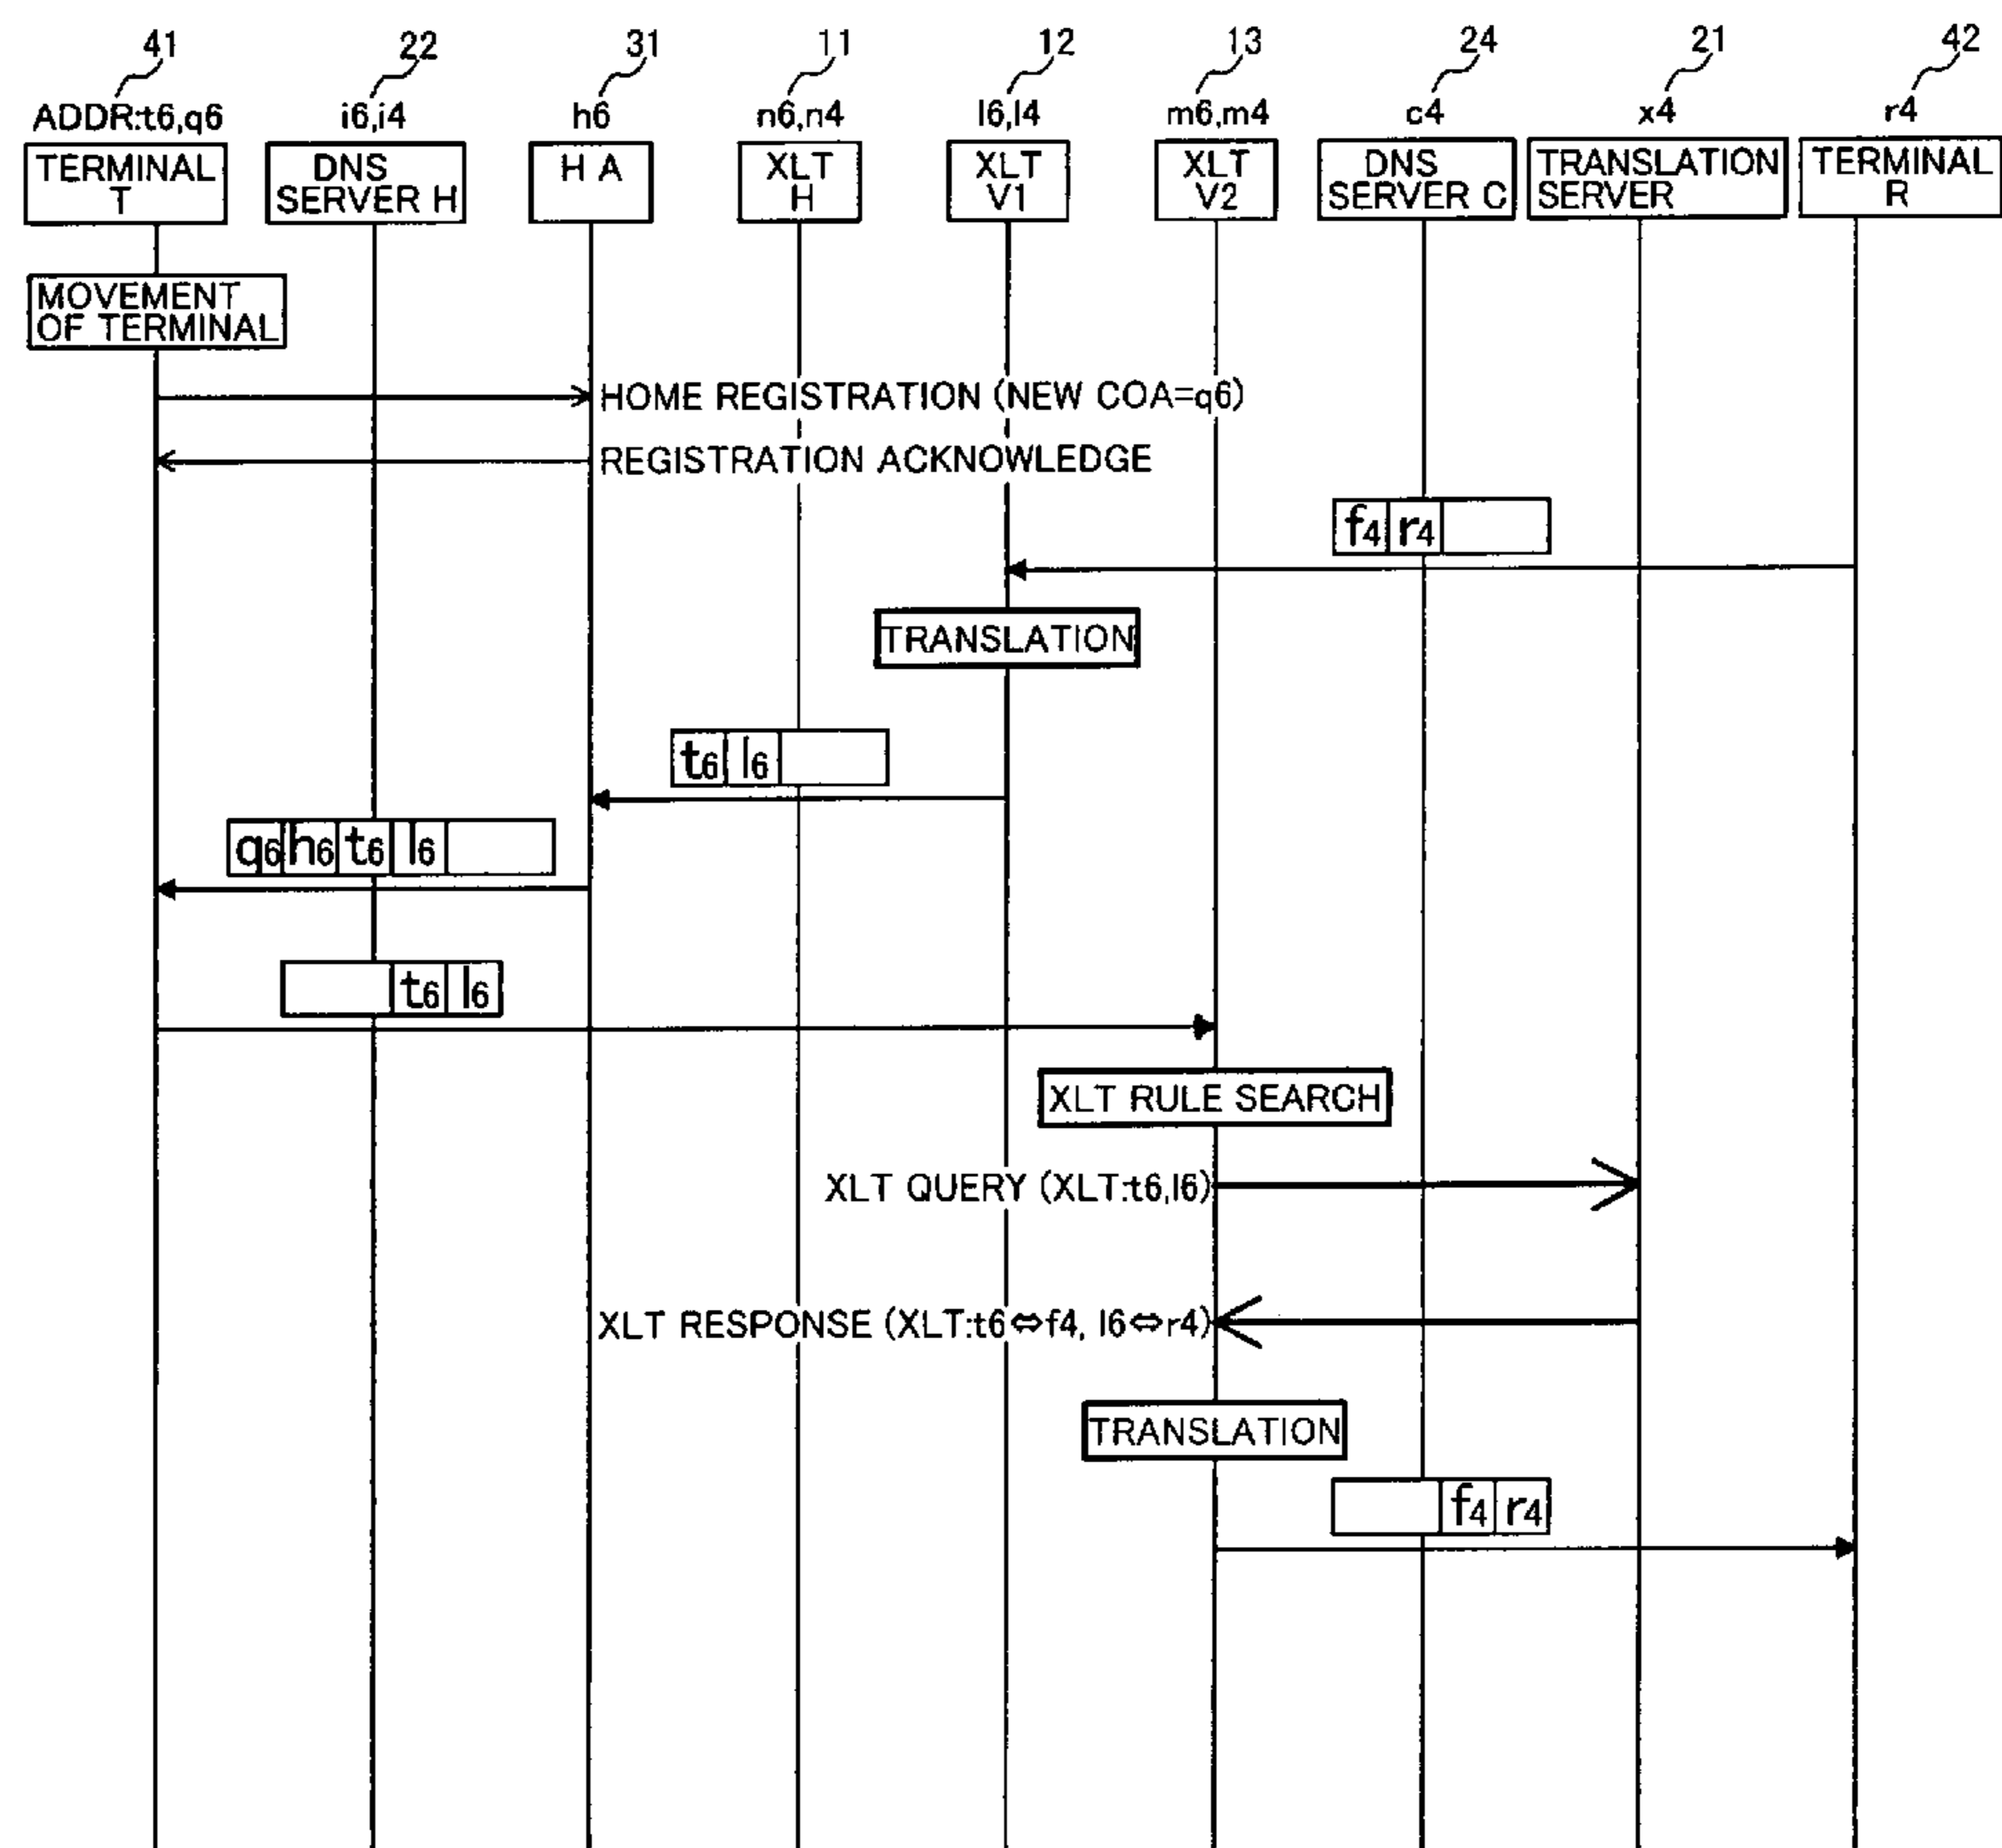 41 22 31 11 12 13 24 21 42
ADDR:t6,q6 i6,i4 h6 n6,n4 l6,l4 m6,m4 c4 x4 r4
TERMINAL T
DNS SERVER H
H A
XLT H
XLT V1
XLT V2
DNS SERVER C
TRANSLATION SERVER
TERMINAL R
MOVEMENT
OF TERMINAL
HOME REGISTRATION (NEW COA=q6)
REGISTRATION ACKNOWLEDGE
f4 r4
TRANSLATION
t6 l6
q6 h6 t6 l6
t6 l6
XLT RULE SEARCH
XLT QUERY (XLT:t6,l6)
XLT RESPONSE (XLT:t6⇔f4, l6⇔r4)
TRANSLATION
f4 r4